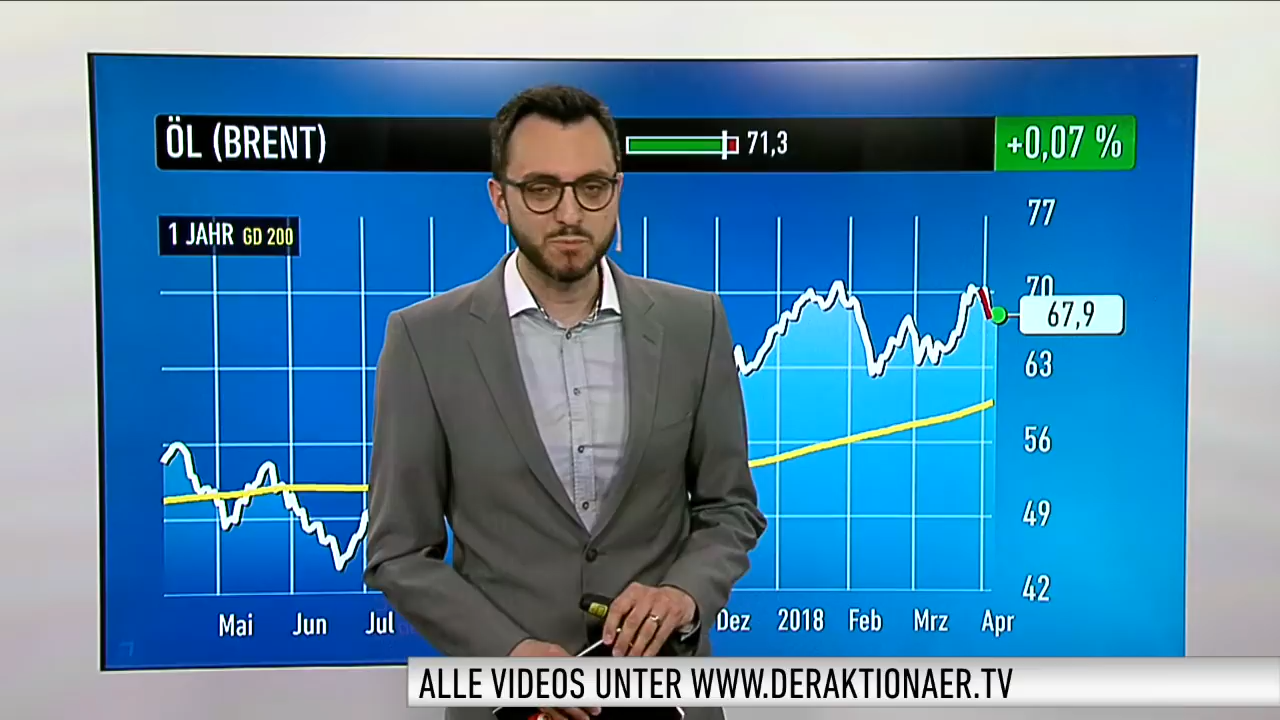 ÖL (BRENT) 71,3 +0,07 %
77
1 JAHR GD 200
70
67,9
63
56
49
42
Mai Jun Jul Dez 2018 Feb Mrz Apr
ALLE VIDEOS UNTER WWW.DERAKTIONAER.TV